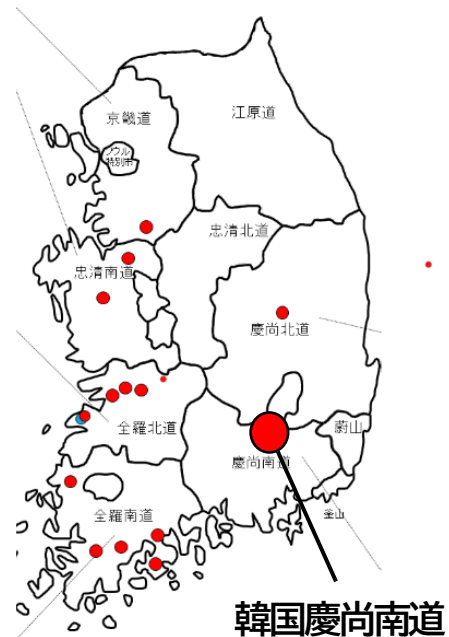 江原道
京畿道
ソウル
特別市
忠清北道
忠清南道
慶尚北道
全羅北道
蔚山
慶尚南道
全羅南道
釜山
韓国慶尚南道